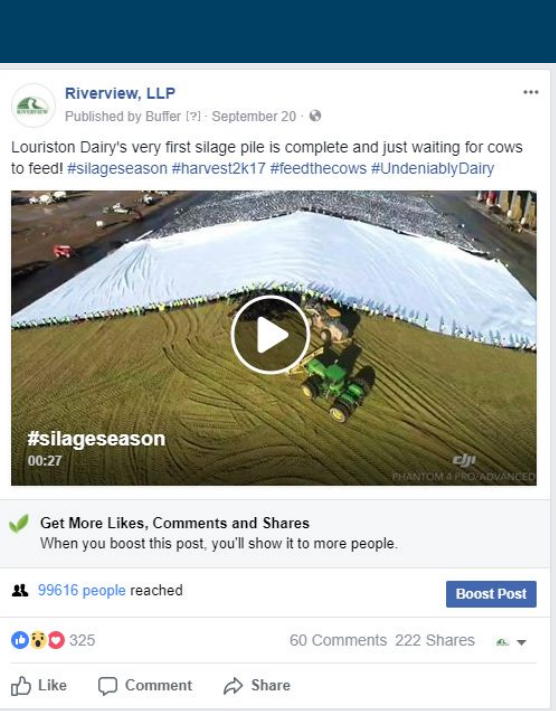 Riverview, LLP
Published by Buffer [?] · September 20 ·
Louriston Dairy's very first silage pile is complete and just waiting for cows
to feed! #silageseason #harvest2k17 #feedthecows #UndeniablyDairy
#silageseason
00:27
dji
PHANTOM 4 PRO/ADVANCED
Get More Likes, Comments and Shares
When you boost this post, you'll show it to more people.
99616 people reached
Boost Post
325
60 Comments 222 Shares
Like Comment Share